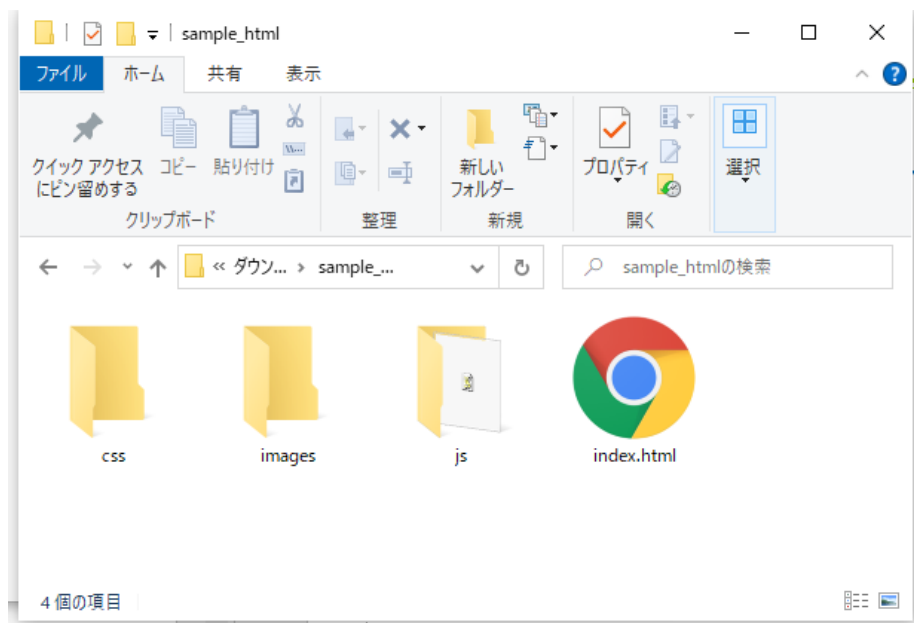 sample_html
ファイル ホーム 共有 表示
クイック アクセス
にピン留めする
コピー
貼り付け
新しい
フォルダー
プロパティ
選択
クリップボード 整理 新規 開く
« ダウン... › sample_...
sample_htmlの検索
css images js index.html
4 個の項目